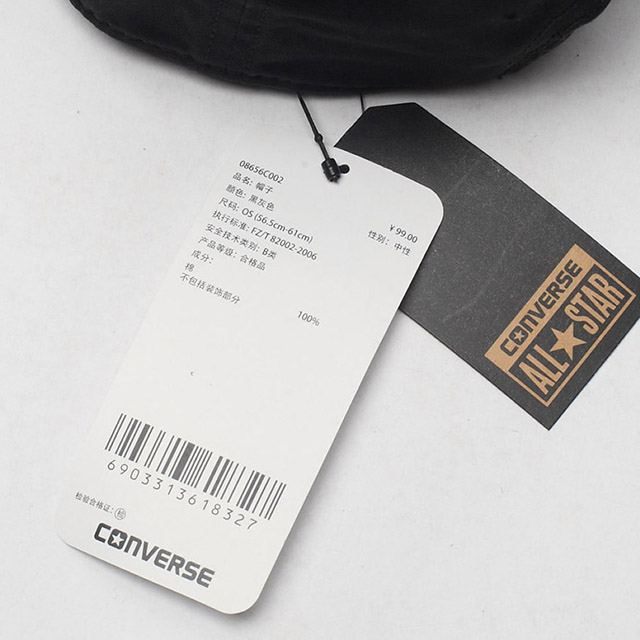 08656C002
品名: 帽子
颜色: 黑灰色
尺码: OS (56.5cm-61cm)
执行标准: FZ/T 82002-2006
安全技术类别: B类
产品等级: 合格品
成分:
棉
不包括装饰部分
¥ 99.00
性别: 中性
100%
6903313618327
检验合格证: 检
CONVERSE
CONVERSE
ALL STAR